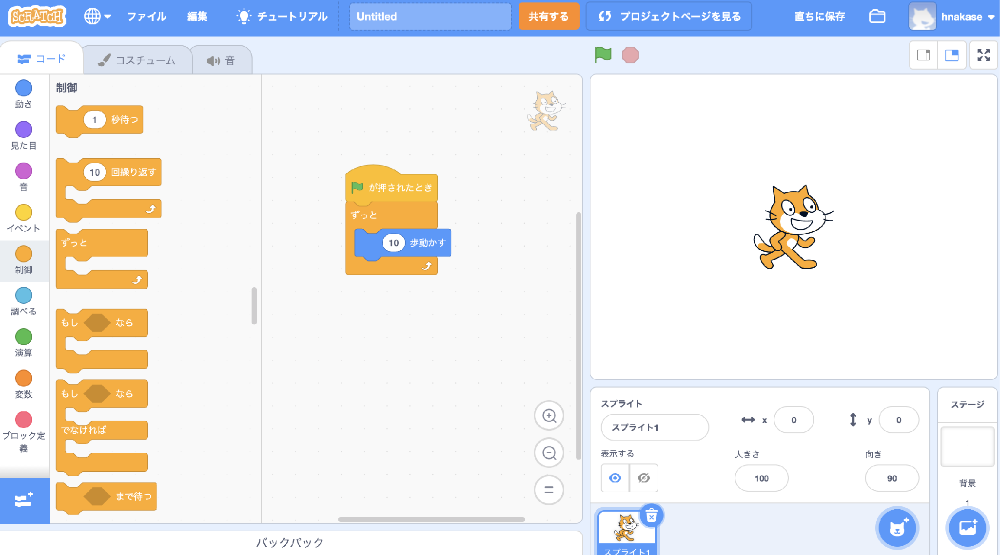 SCRATCH
ファイル
編集
チュートリアル
Untitled
共有する
プロジェクトページを見る
直ちに保存
hnakase
コード
コスチューム
音
動き
見た目
音
イベント
制御
調べる
演算
変数
ブロック定
義
制御
1 秒待つ
10 回繰り返す
ずっと
もし なら
もし なら
でなければ
まで待つ
が押されたとき
ずっと
10 歩動かす
バックパック
スプライト
スプライト1
x 0
y 0
表示する
大きさ
100
向き
90
スプライト1
ステージ
背景
1